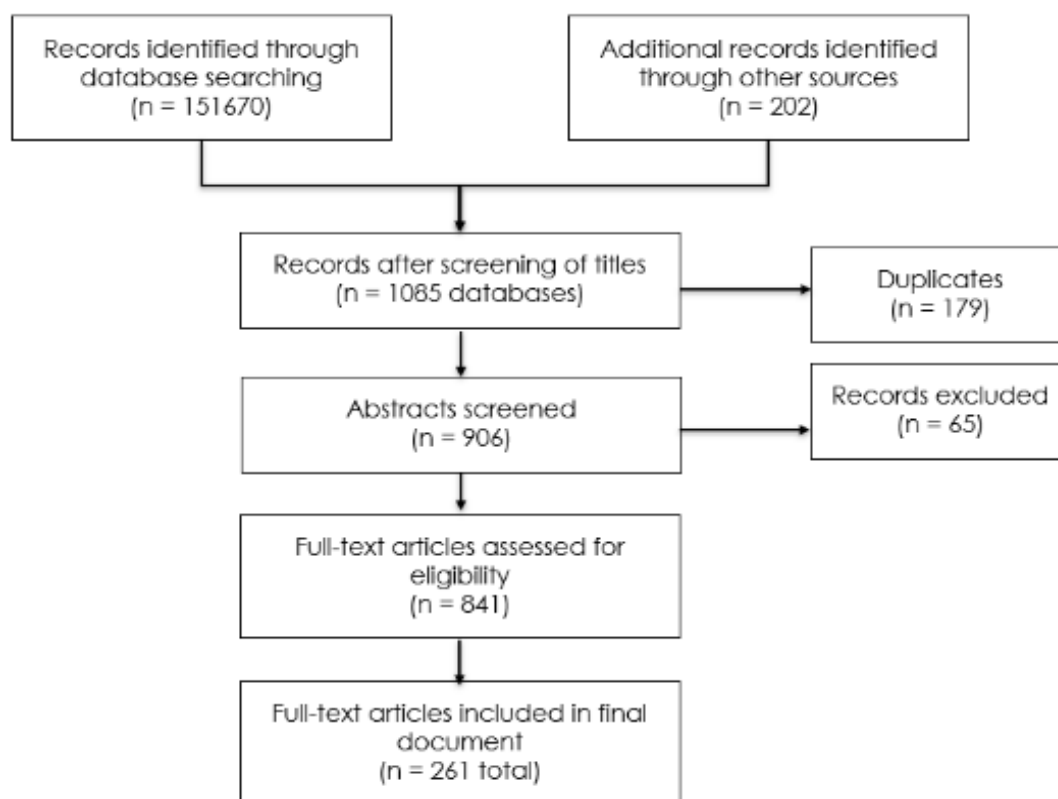 Records identified through
database searching
(n = 151670)
Additional records identified
through other sources
(n = 202)
Records after screening of titles
(n = 1085 databases)
Duplicates
(n = 179)
Abstracts screened
(n = 906)
Records excluded
(n = 65)
Full-text articles assessed for
eligibility
(n = 841)
Full-text articles included in final
document
(n = 261 total)